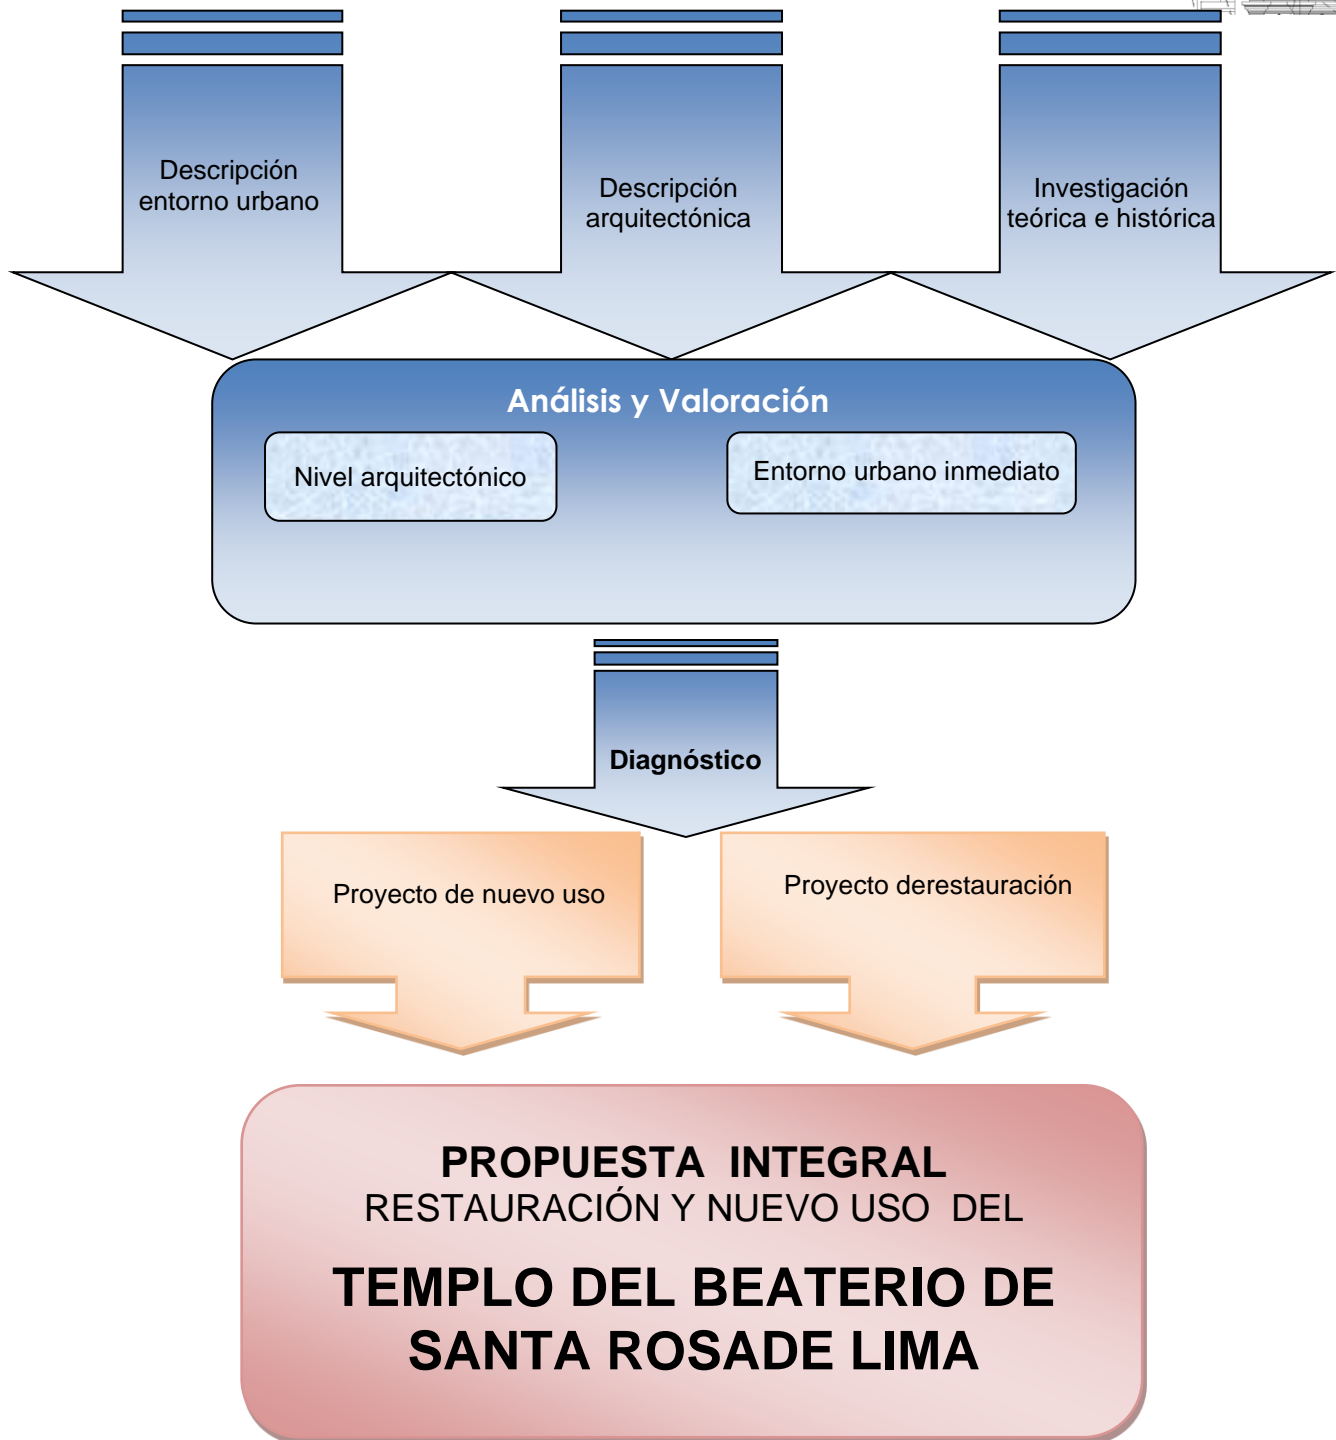 Descripción
entorno urbano
Descripción
arquitectónica
Investigación
teórica e histórica
Análisis y Valoración
Nivel arquitectónico
Entorno urbano inmediato
Diagnóstico
Proyecto de nuevo uso
Proyecto derestauración
PROPUESTA INTEGRAL
RESTAURACIÓN Y NUEVO USO DEL
TEMPLO DEL BEATERIO DE
SANTA ROSADE LIMA